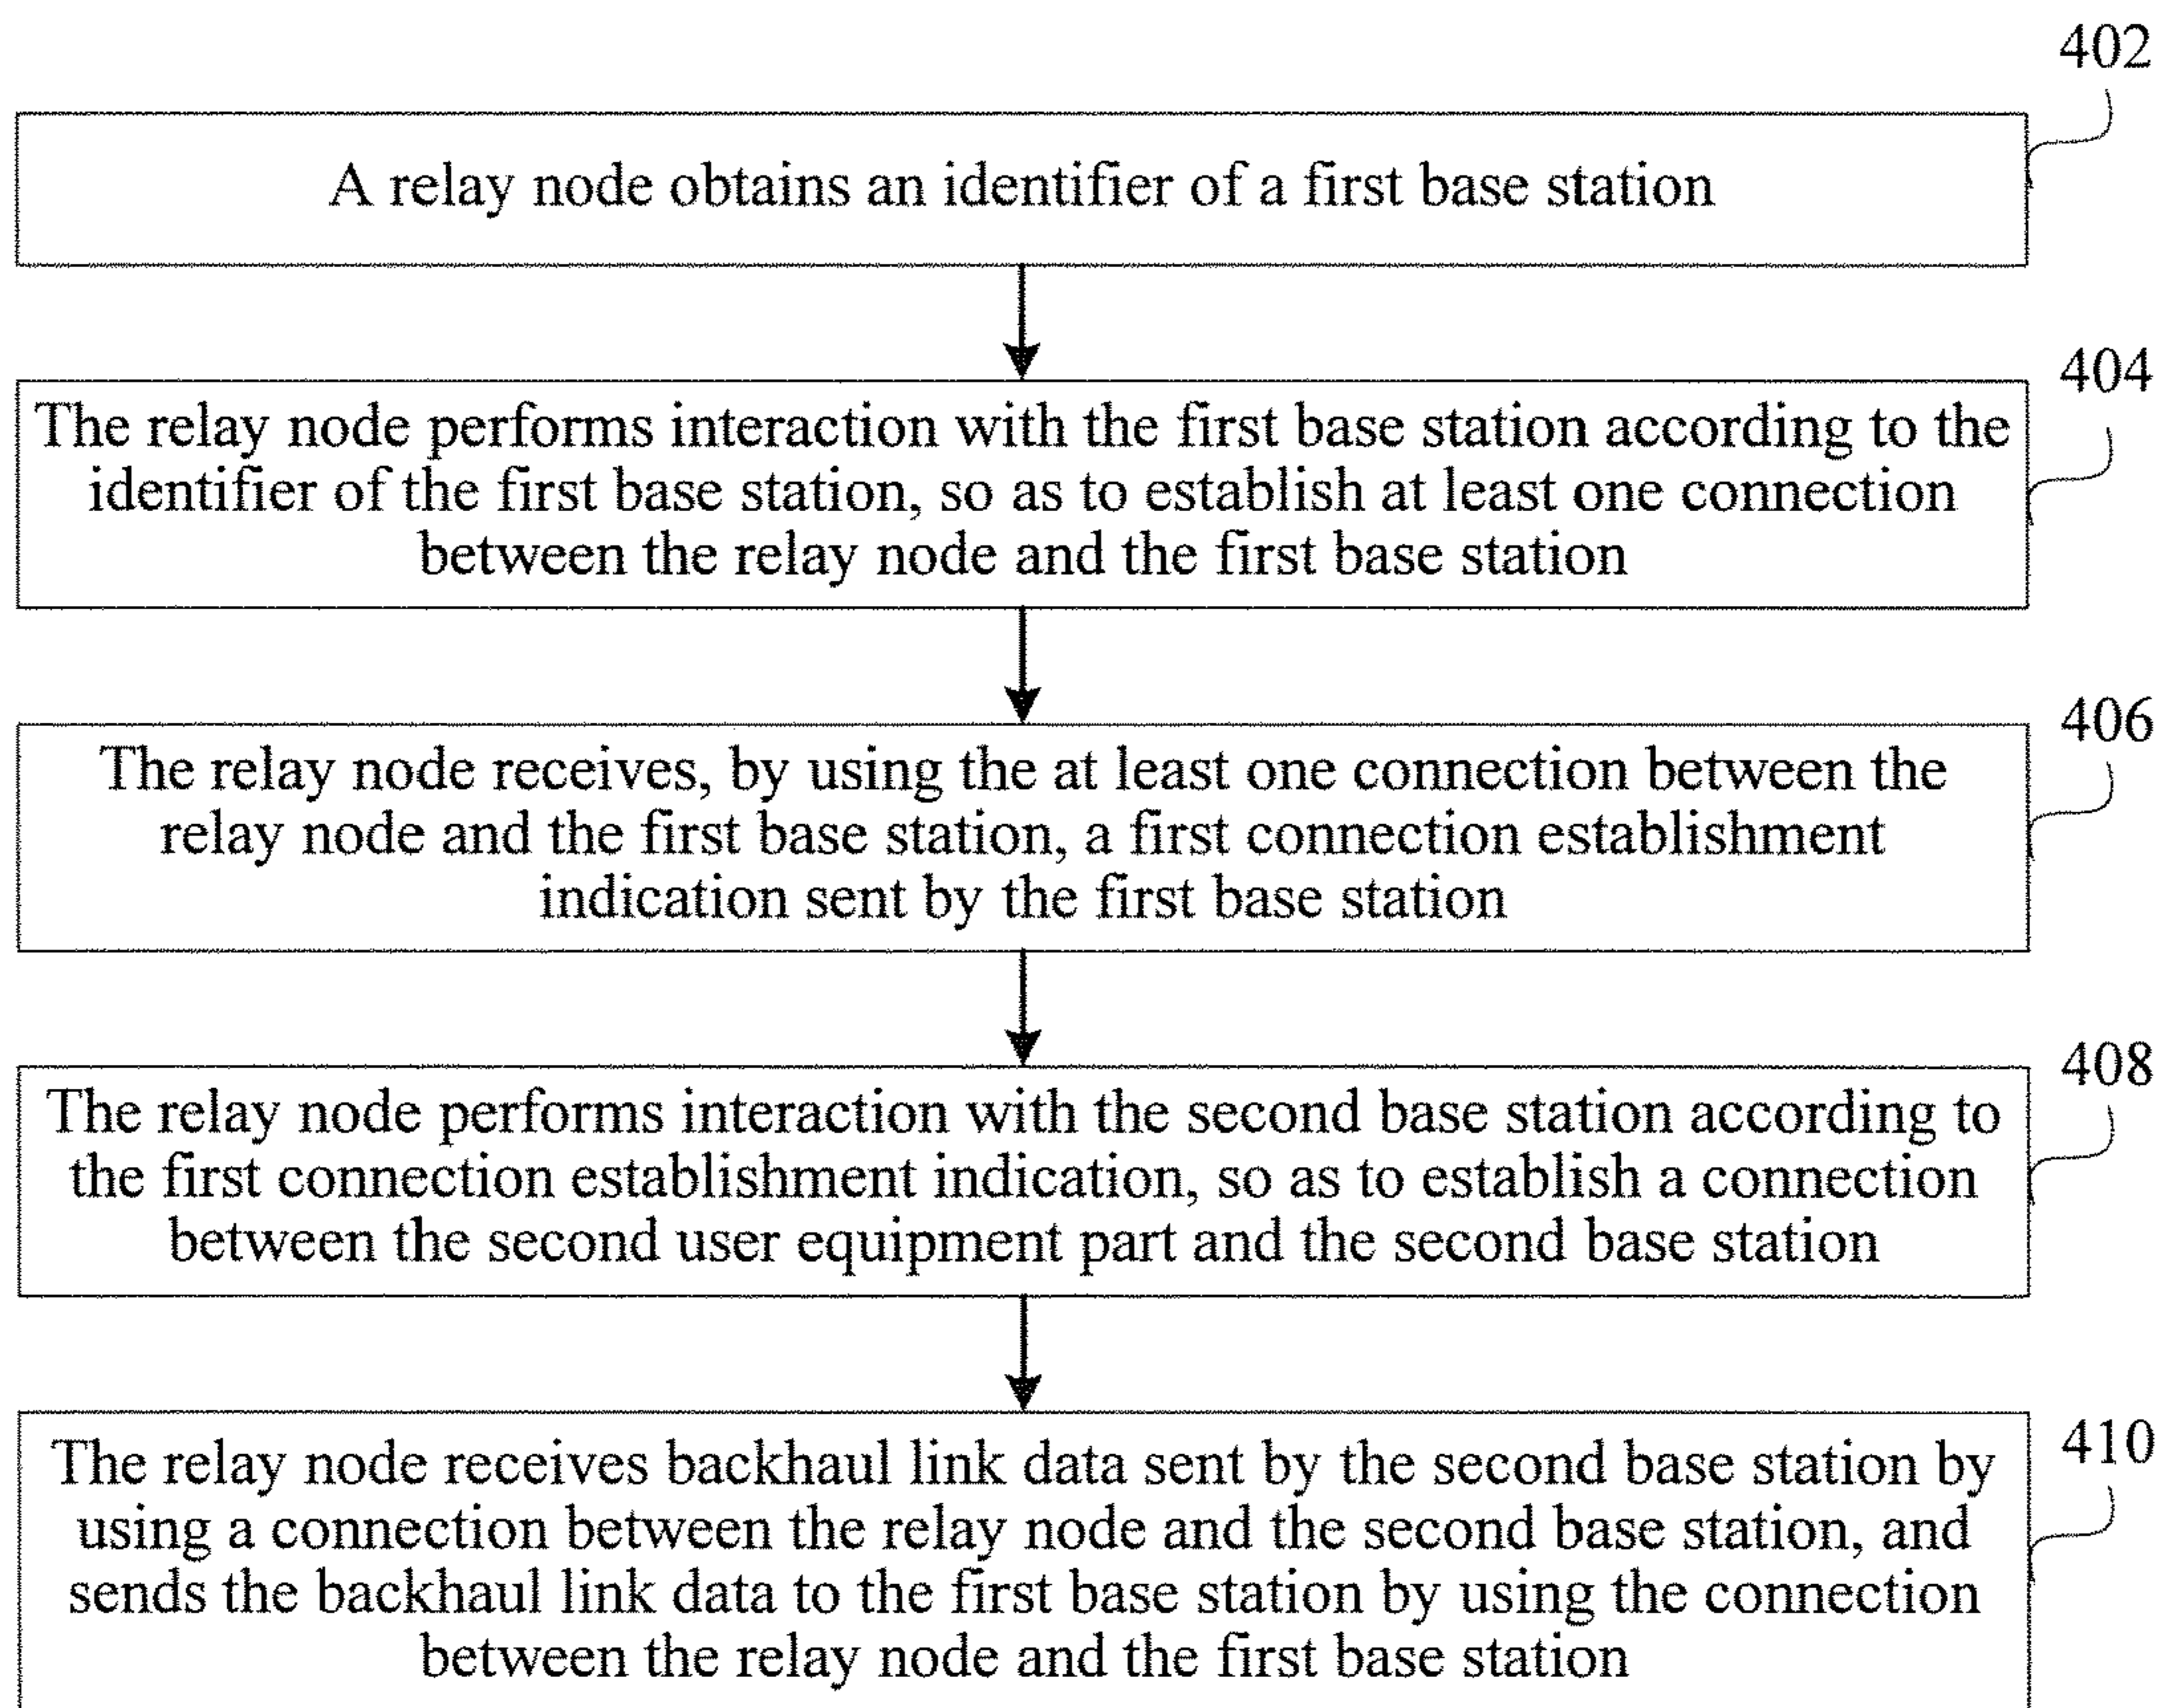 402
A relay node obtains an identifier of a first base station
404
The relay node performs interaction with the first base station according to the
identifier of the first base station, so as to establish at least one connection
between the relay node and the first base station
406
The relay node receives, by using the at least one connection between the
relay node and the first base station, a first connection establishment
indication sent by the first base station
408
The relay node performs interaction with the second base station according to
the first connection establishment indication, so as to establish a connection
between the second user equipment part and the second base station
410
The relay node receives backhaul link data sent by the second base station by
using a connection between the relay node and the second base station, and
sends the backhaul link data to the first base station by using the connection
between the relay node and the first base station